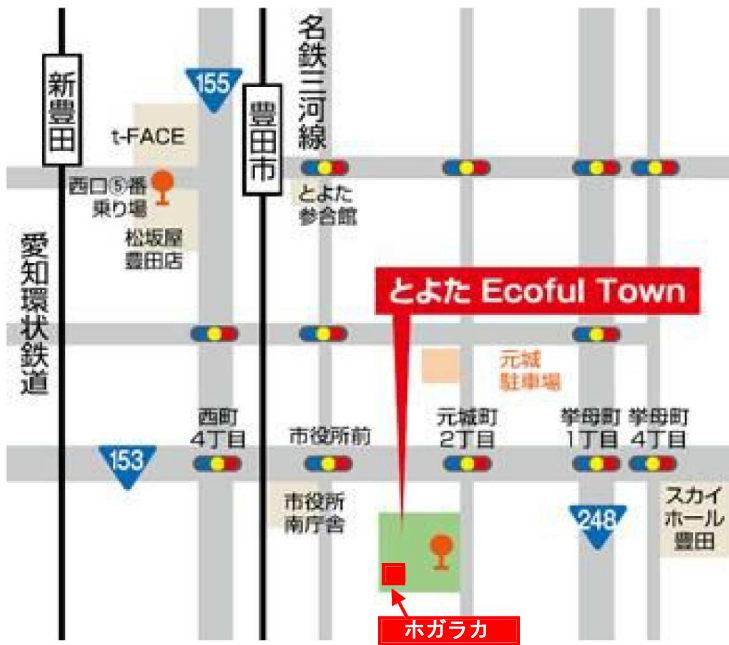 名鉄三河線
新豊田
155
豊田市
t-FACE
西口⑤番
乗り場
とよた
参合館
松坂屋
豊田店
愛知環状鉄道
とよた Ecoful Town
元城
駐車場
西町
4丁目
市役所前
元城町
2丁目
挙母町
1丁目
挙母町
4丁目
153
市役所
南庁舎
248
スカイ
ホール
豊田
ホガラカ